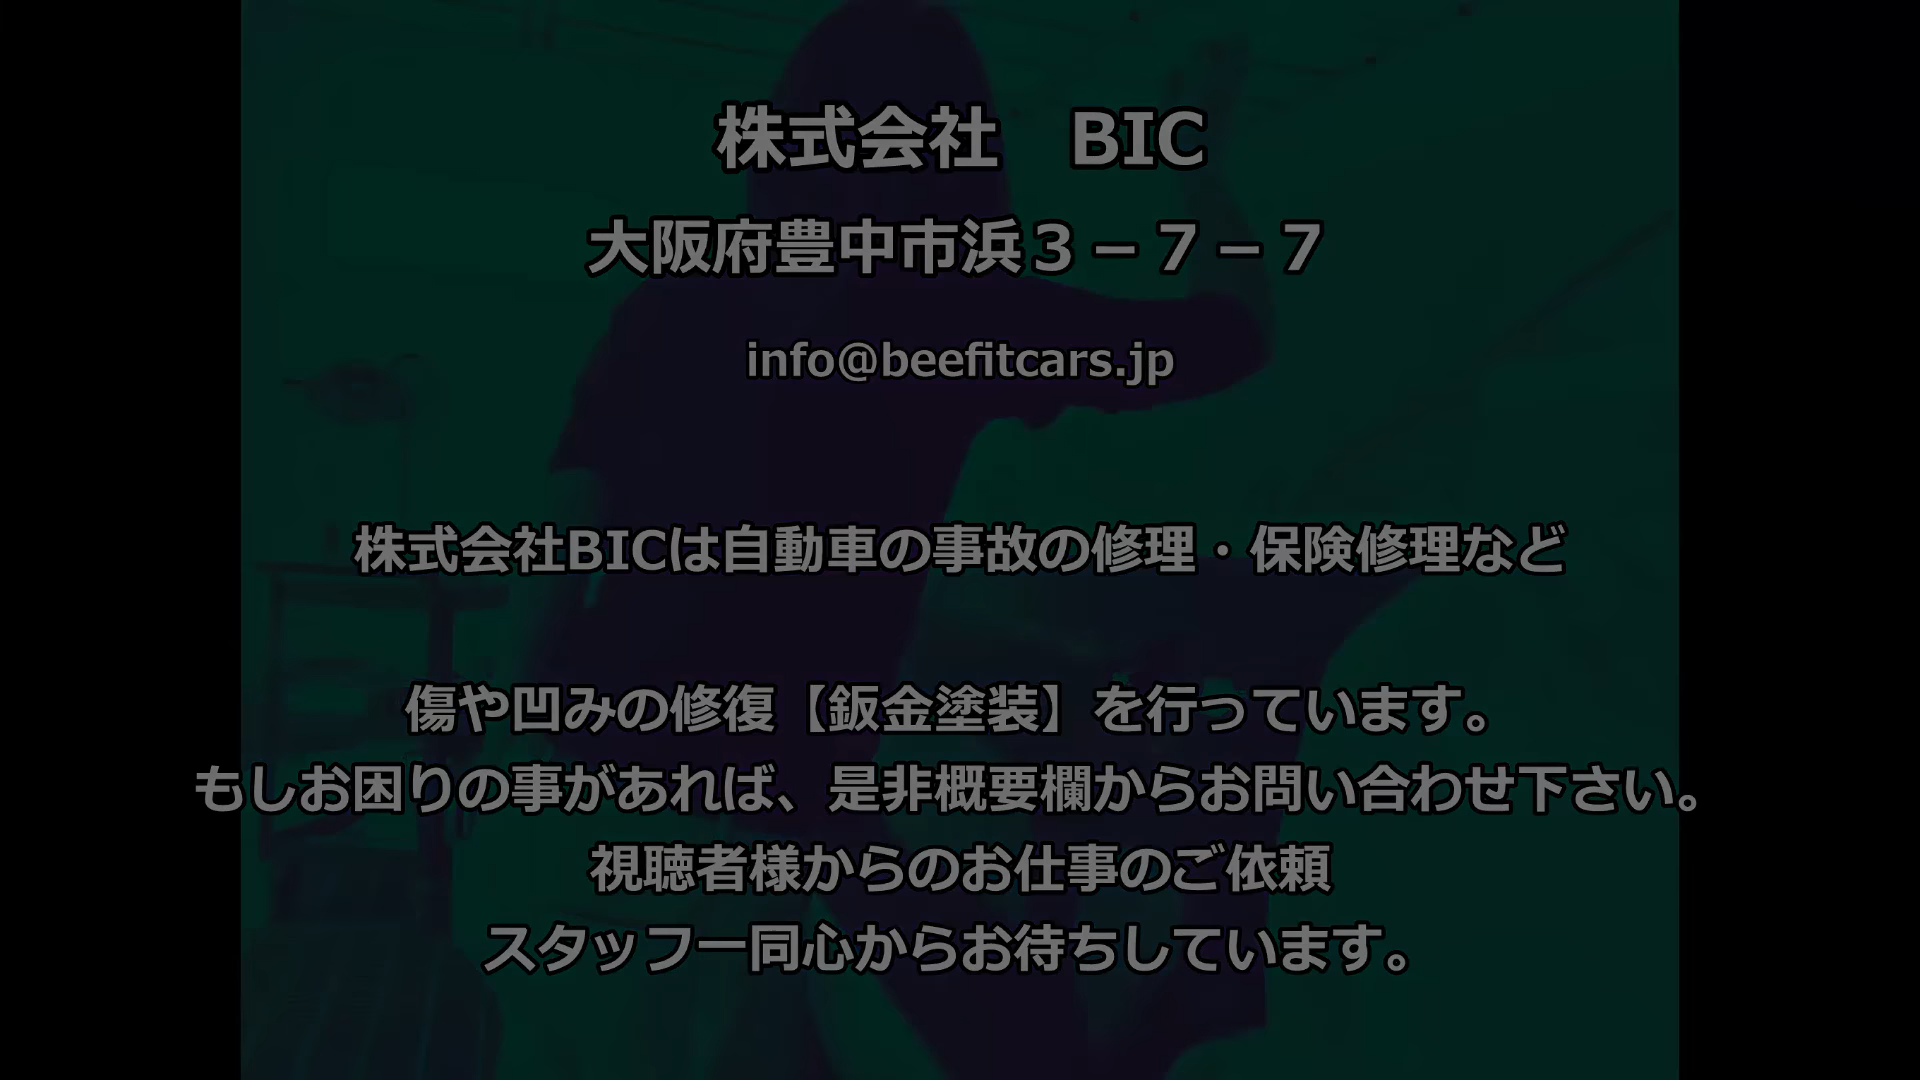 株式会社　BIC
大阪府豊中市浜３－７－７
info@beefitcars.jp
株式会社BICは自動車の事故の修理・保険修理など
傷や凹みの修復【鈑金塗装】を行っています。
もしお困りの事があれば、是非概要欄からお問い合わせ下さい。
視聴者様からのお仕事のご依頼
スタッフ一同心からお待ちしています。